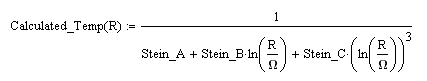 Calculated_Temp(R) := 1 / (Stein_A + Stein_B·ln(R/Ω) + Stein_C·(ln(R/Ω))^3)